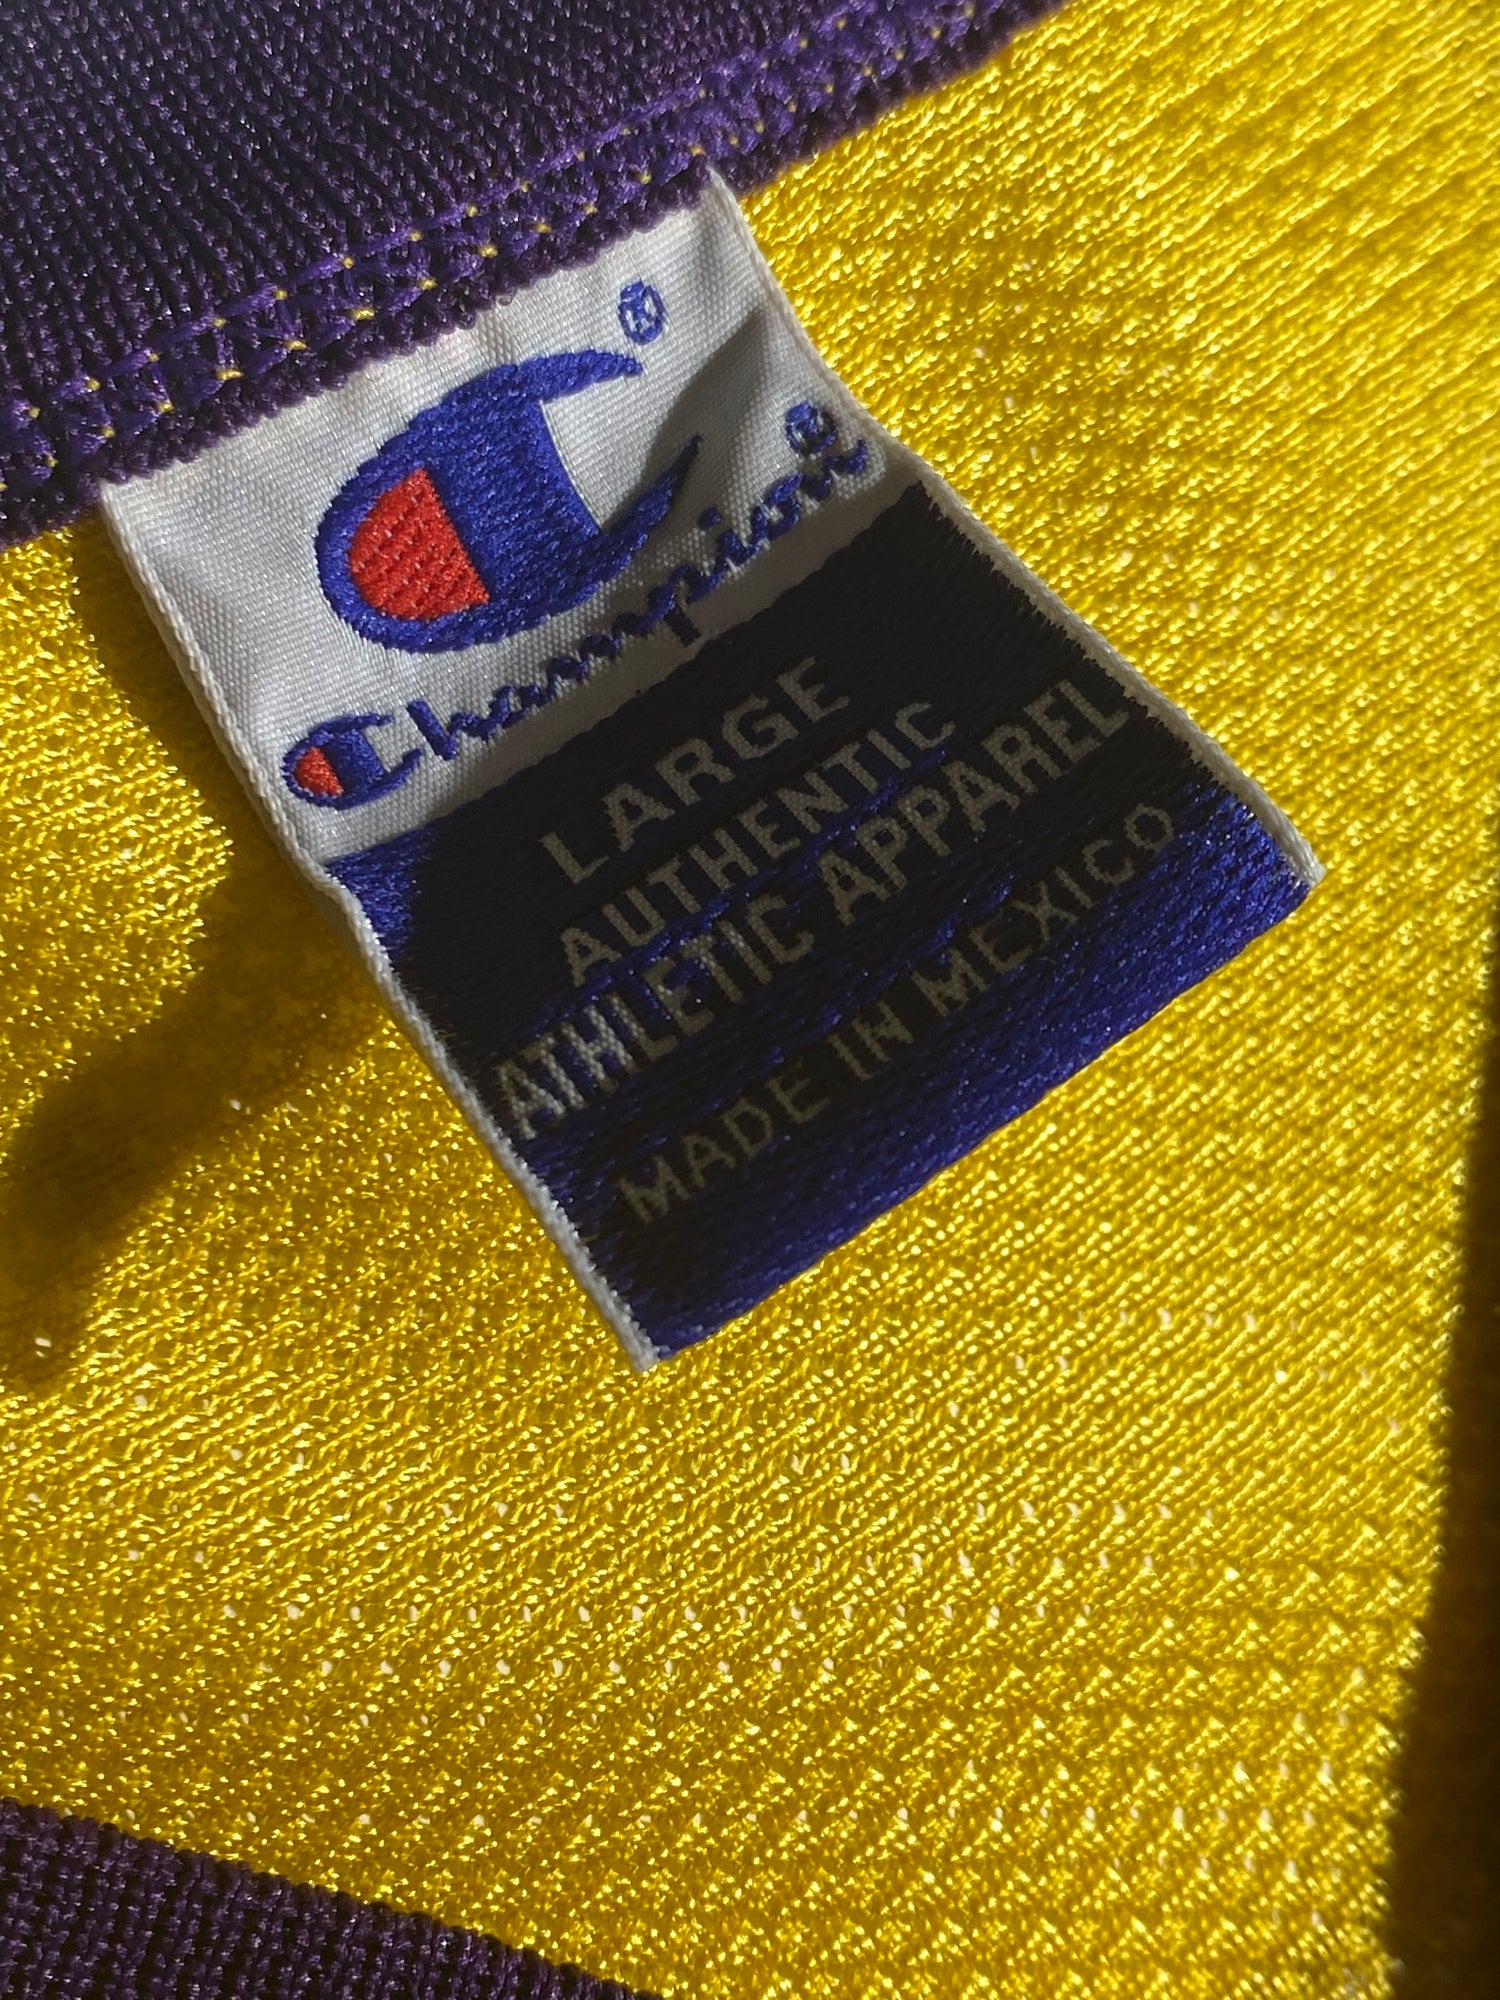 ®
Champion®
LARGE
AUTHENTIC
ATHLETIC APPAREL
MADE IN MEXICO